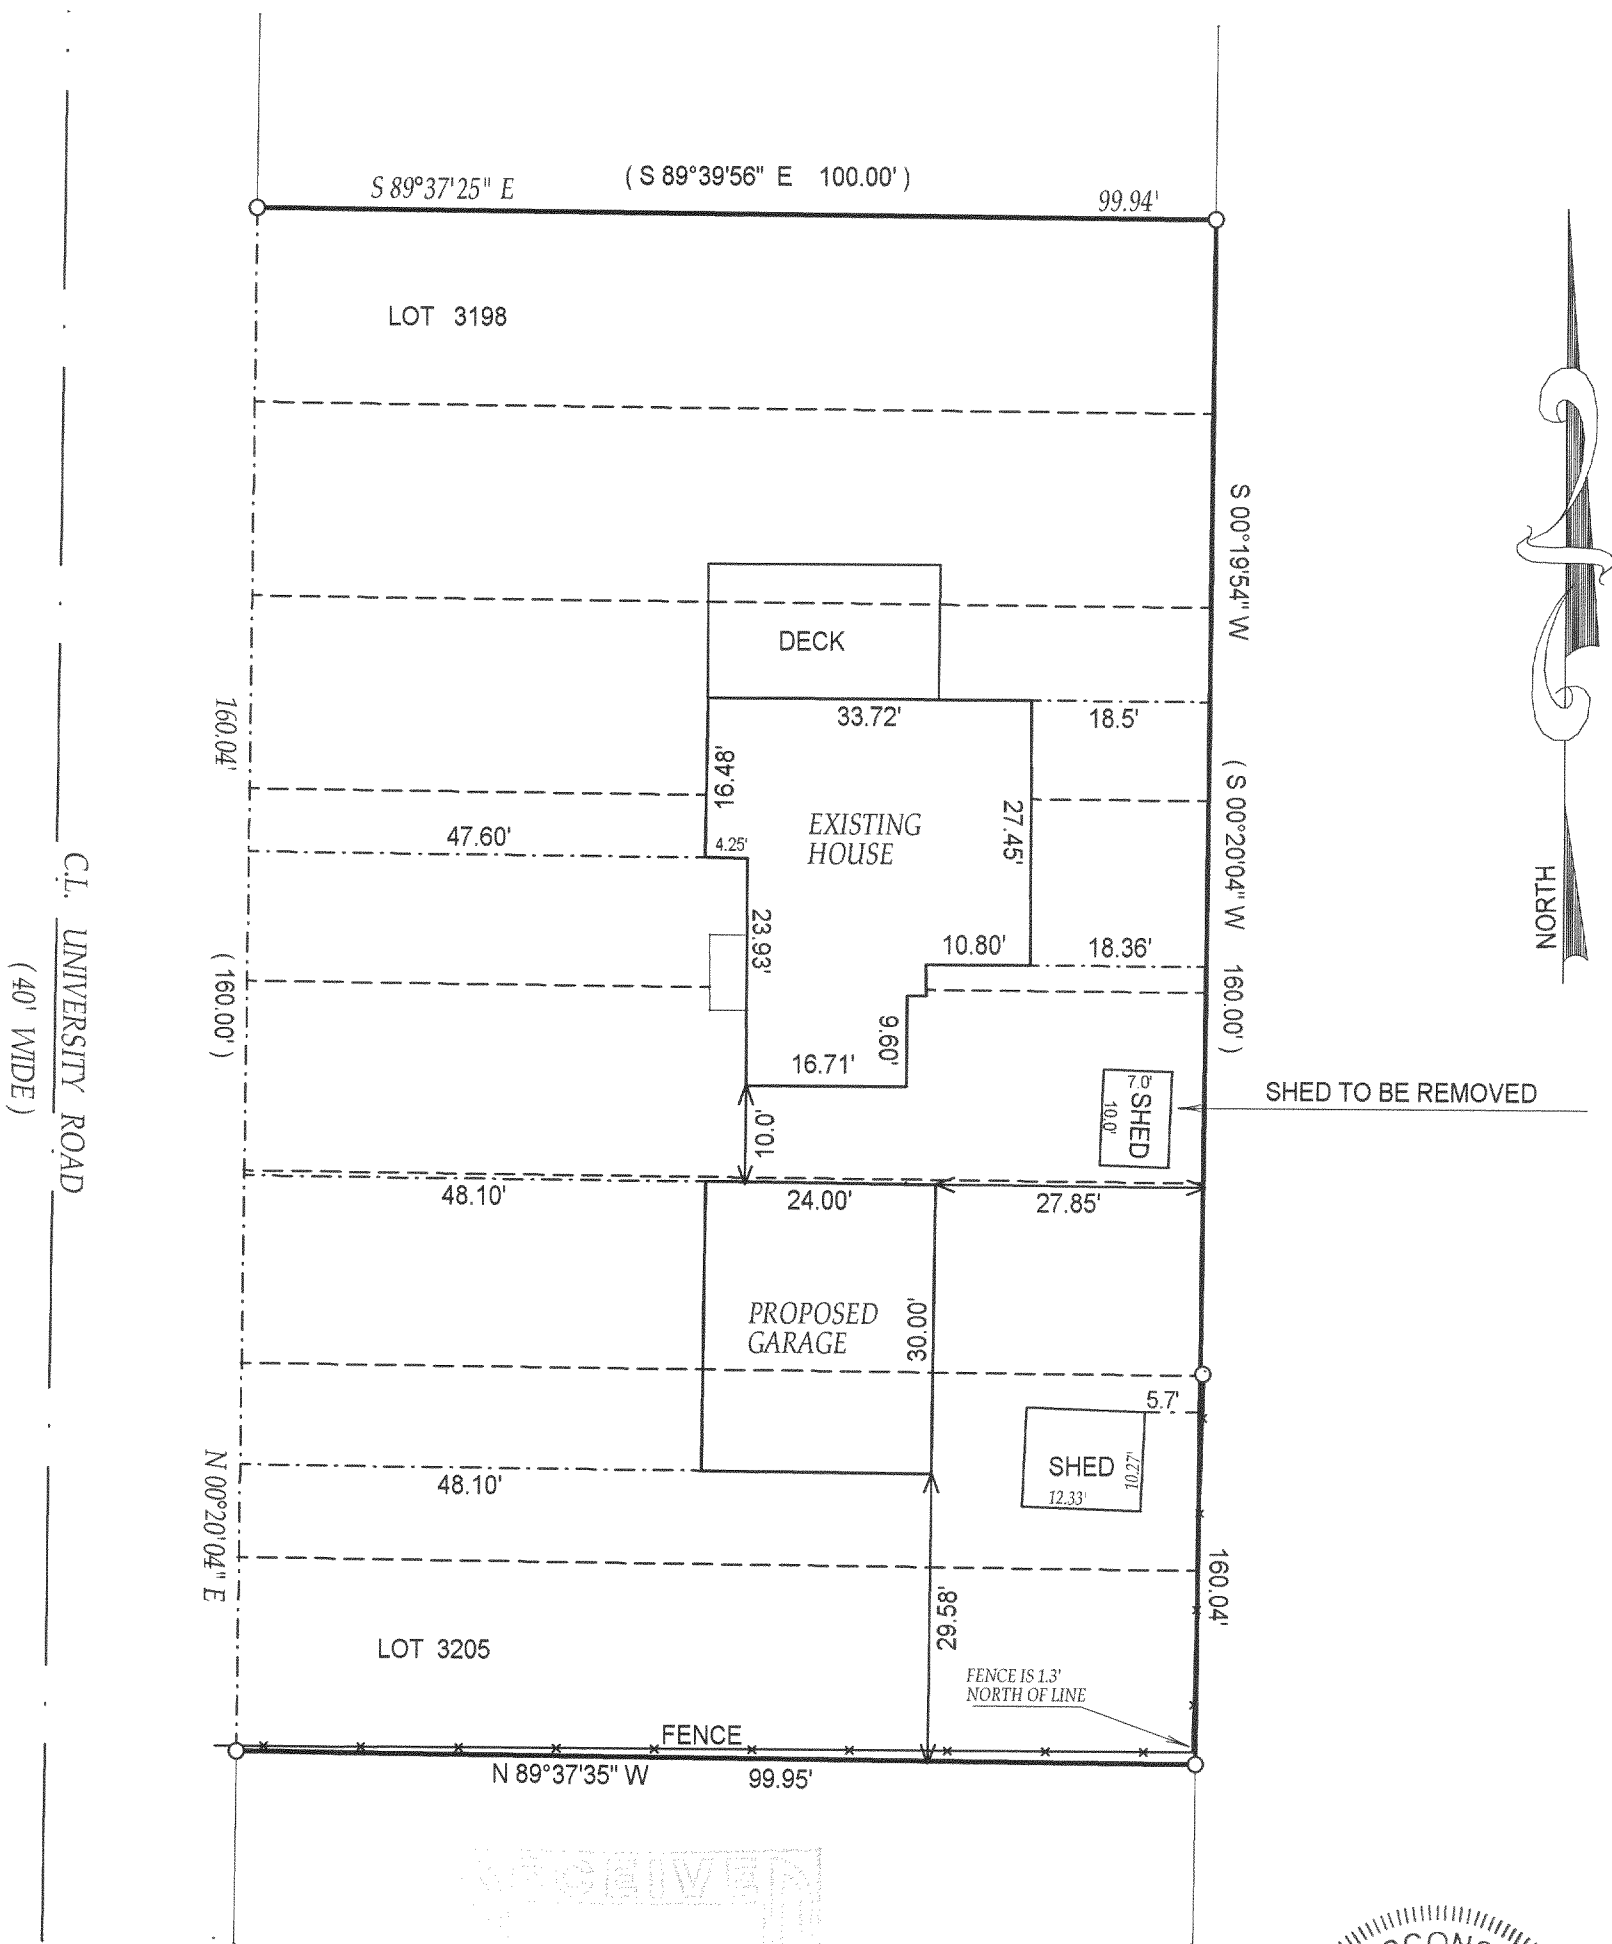 ( S 89°39'56" E 100.00' )
S 89°37'25" E
99.94'
LOT 3198
S 00°19'54" W
DECK
33.72'
18.5'
160.04'
16.48'
( S 00°20'04" W 160.00' )
EXISTING
HOUSE
27.45'
47.60'
4.25'
NORTH
23.93'
10.80'
18.36'
C.L. UNIVERSITY ROAD
( 40' WIDE )
( 160.00' )
9.60'
16.71'
7.0'
SHED
10.0'
SHED TO BE REMOVED
10.0'
48.10'
24.00'
27.85'
PROPOSED
GARAGE
30.00'
5.7'
SHED
10.27'
12.33'
48.10'
N 00°20'04" E
160.04'
29.58'
LOT 3205
FENCE IS 1.3'
NORTH OF LINE
FENCE
N 89°37'35" W
99.95'